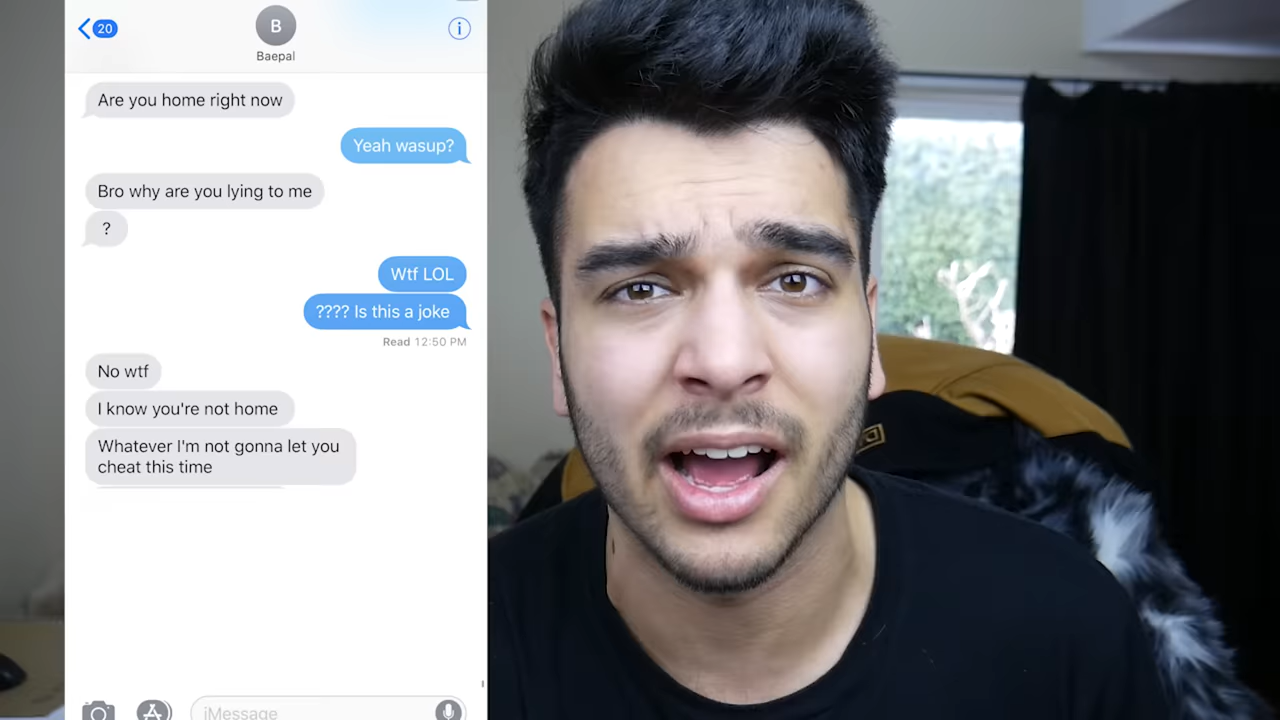 20
B
Baepal
Are you home right now
Yeah wasup?
Bro why are you lying to me
?
Wtf LOL
???? Is this a joke
Read 12:50 PM
No wtf
I know you're not home
Whatever I'm not gonna let you
cheat this time
iMessage